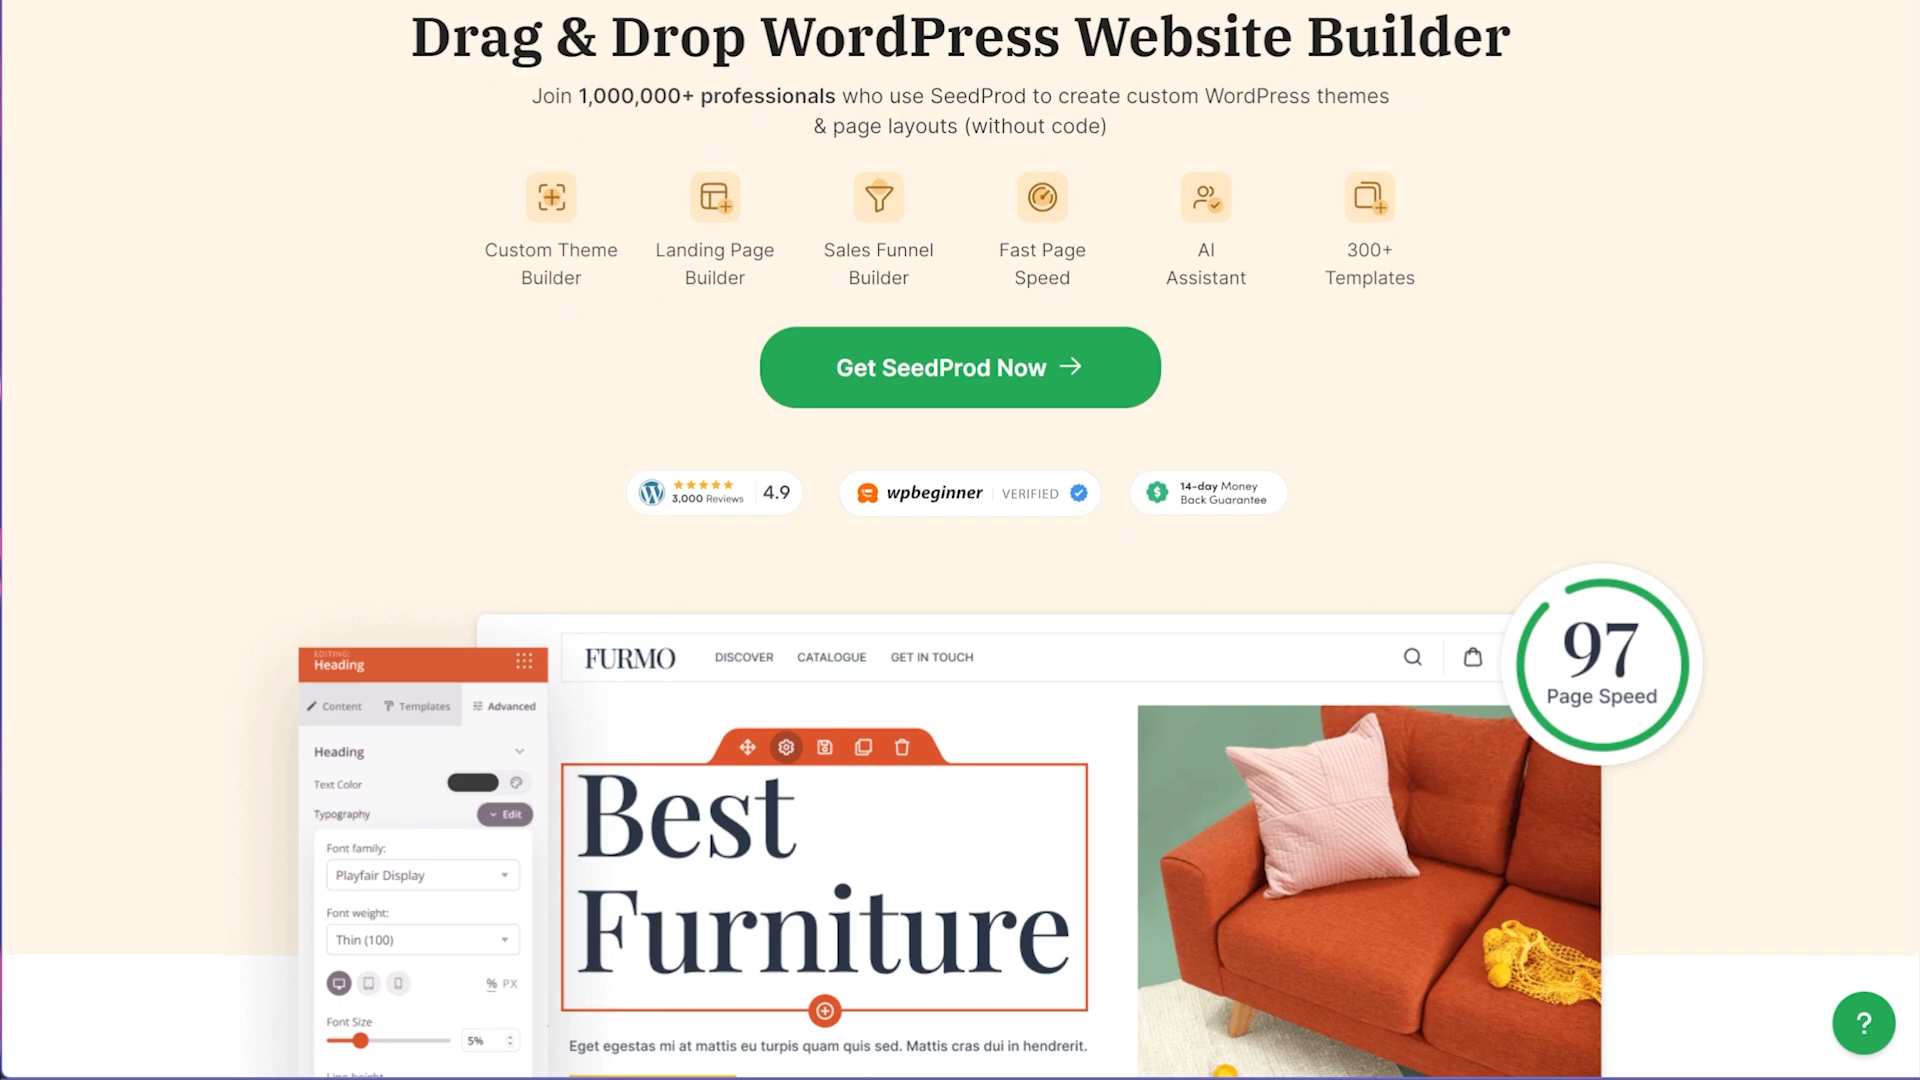 Drag & Drop WordPress Website Builder
Join 1,000,000+ professionals who use SeedProd to create custom WordPress themes
& page layouts (without code)
Custom Theme
Builder
Landing Page
Builder
Sales Funnel
Builder
Fast Page
Speed
AI
Assistant
300+
Templates
Get SeedProd Now
3,000 Reviews
4.9
wpbeginner VERIFIED
14-day Money
Back Guarantee
97
Page Speed
EDITING:
Heading
Content
Templates
Advanced
Heading
Text Color
Typography
Edit
Font family:
Playfair Display
Font weight:
Thin (100)
% PX
Font Size
5%
Line height
FURMO
DISCOVER
CATALOGUE
GET IN TOUCH
Best
Furniture
Eget egestas mi at mattis eu turpis quam quis sed. Mattis cras dui in hendrerit.
?